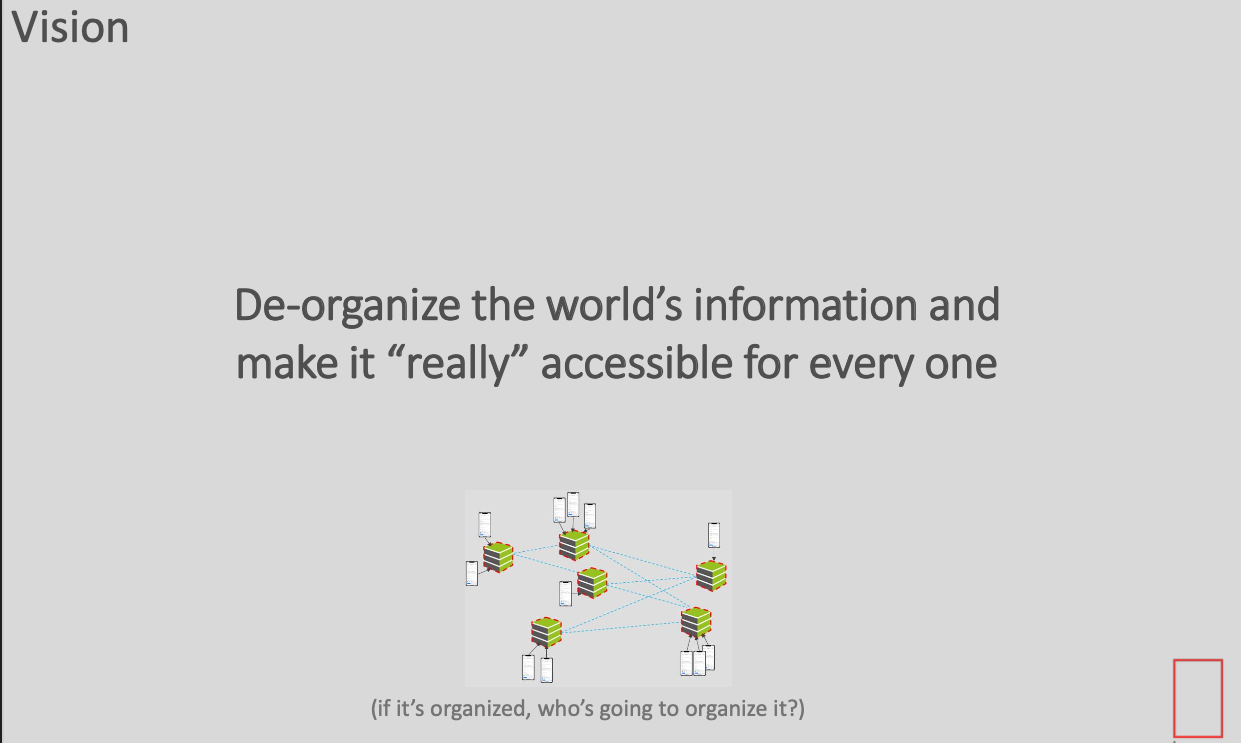 Vision
De-organize the world’s information and
make it “really” accessible for every one
(if it’s organized, who’s going to organize it?)